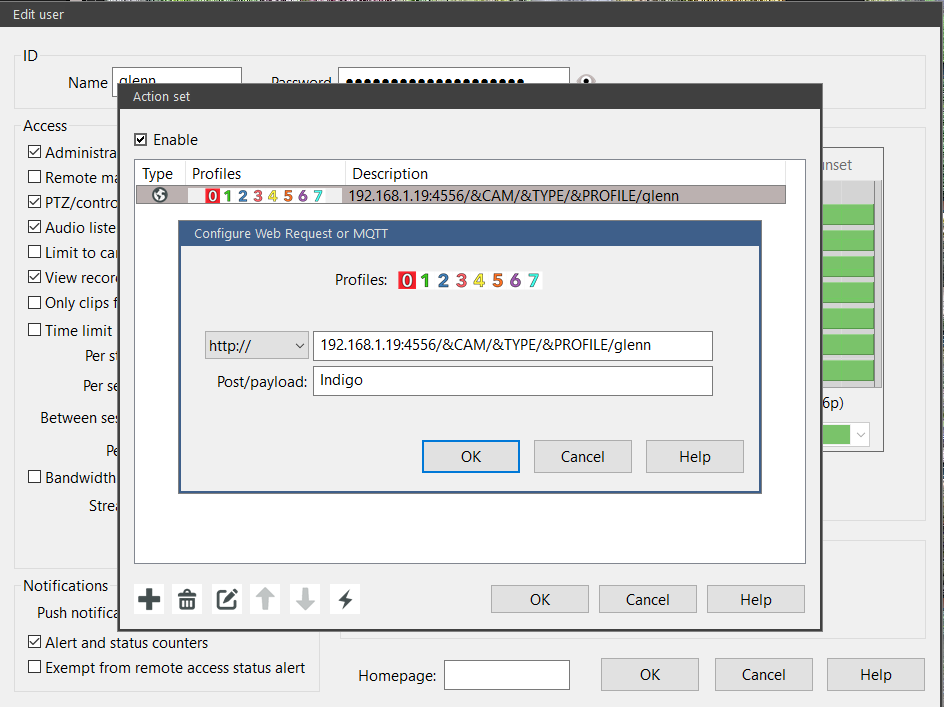 Edit user
ID
Name glenn Password
Action set
Access
Enable
Type Profiles Description
0 1 2 3 4 5 6 7 192.168.1.19:4556/&CAM/&TYPE/&PROFILE/glenn
Configure Web Request or MQTT
Profiles: 0 1 2 3 4 5 6 7
http:// 192.168.1.19:4556/&CAM/&TYPE/&PROFILE/glenn
Post/payload: Indigo
OK Cancel Help
Administra
Remote ma
PTZ/contro
Audio liste
Limit to ca
View recor
Only clips f
Time limit
Per s
Per se
Between ses
Pe
Bandwidth
Strea
nset
6p)
OK Cancel Help
Notifications
Push notifica
Alert and status counters
Exempt from remote access status alert
Homepage:
OK Cancel Help